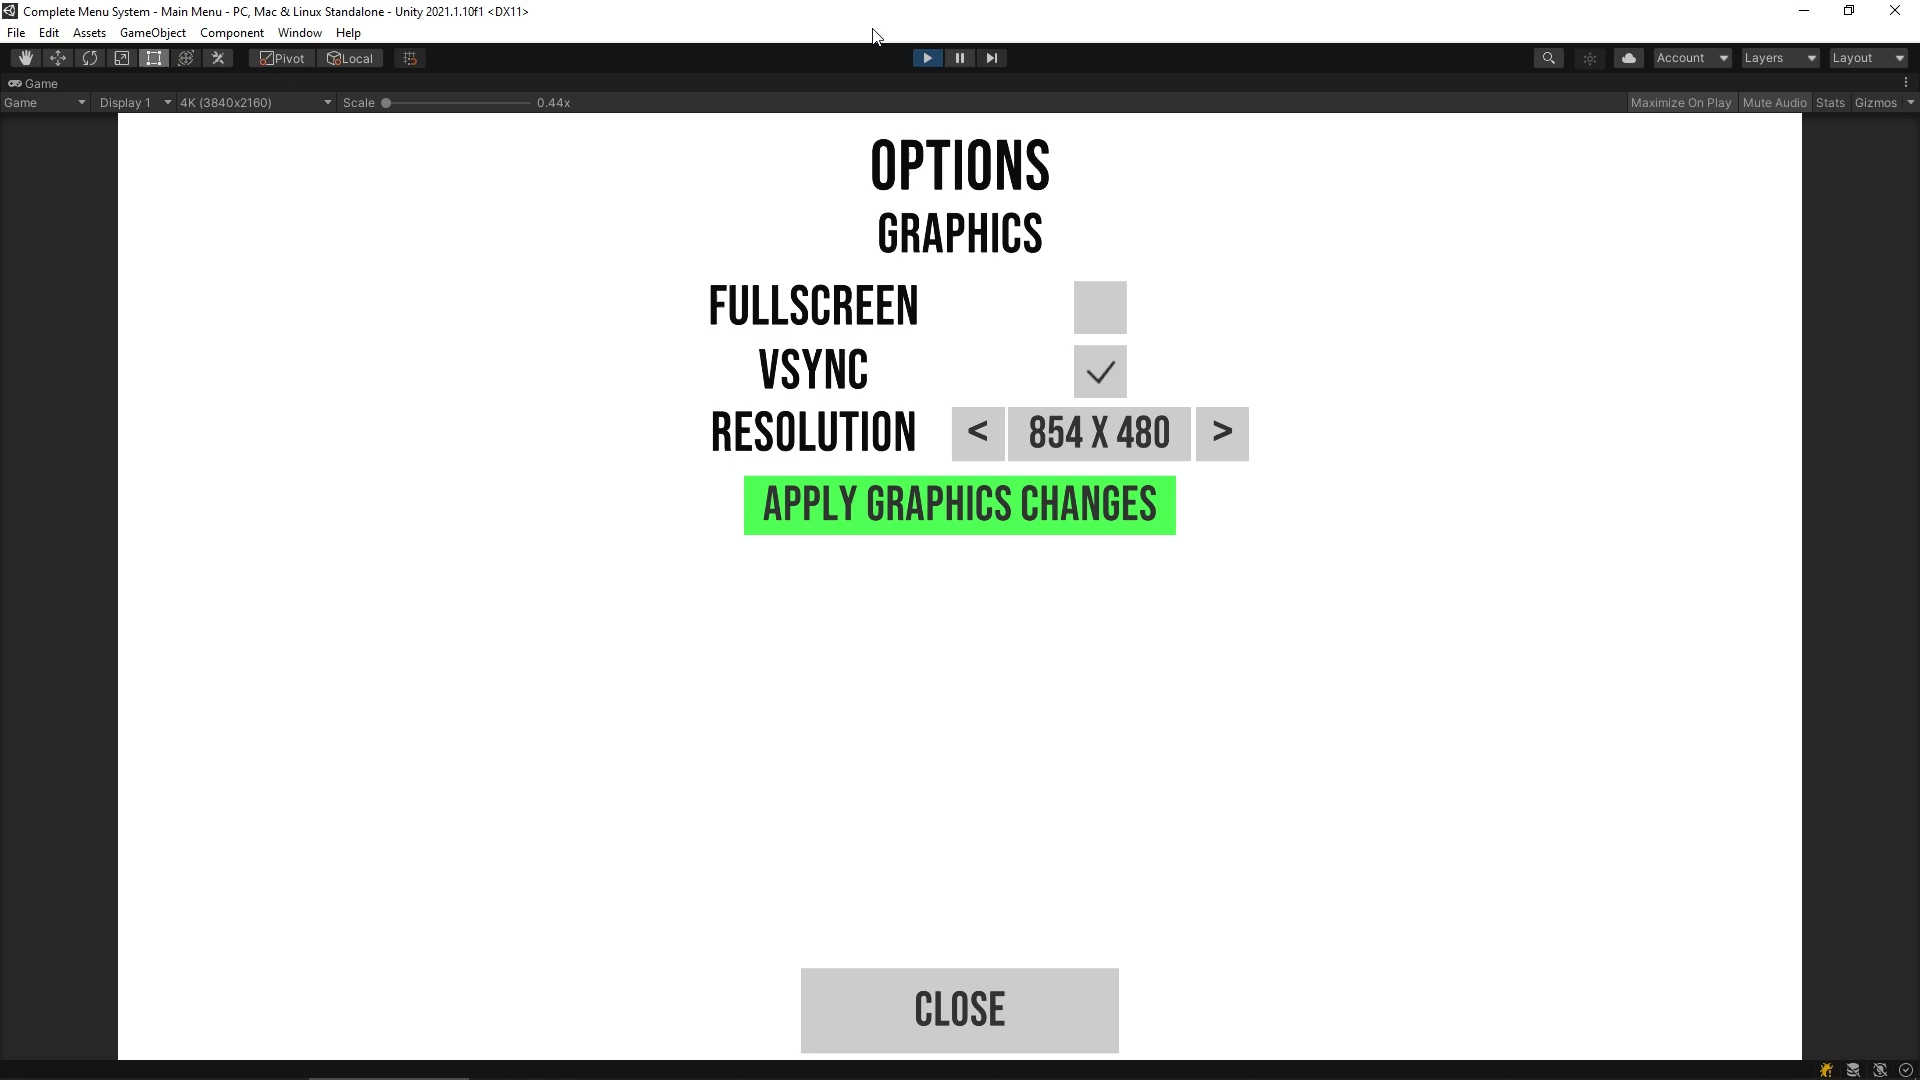 Complete Menu System - Main Menu - PC, Mac & Linux Standalone - Unity 2021.1.10f1 <DX11>
File Edit Assets GameObject Component Window Help
Pivot Local Account Layers Layout
Game
Game Display 1 4K (3840x2160) Scale 0.44x Maximize On Play Mute Audio Stats Gizmos
OPTIONS
GRAPHICS
FULLSCREEN
VSYNC
RESOLUTION < 854 X 480 >
APPLY GRAPHICS CHANGES
CLOSE